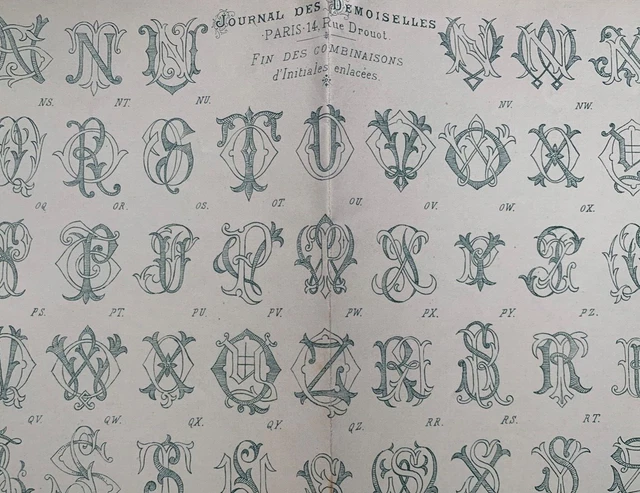 JOURNAL DES DEMOISELLES
PARIS·14, Rue Drouot.
FIN DES COMBINAISONS
d'Initiales enlacées.
NS. NT. NU. NV. NW.
OQ OR. OS. OT. OU. OV. OW. OX.
PS. PT. PU. PV. PW. PX. PY. PZ.
QV. QW. QX. QY. QZ. RR. RS. RT.